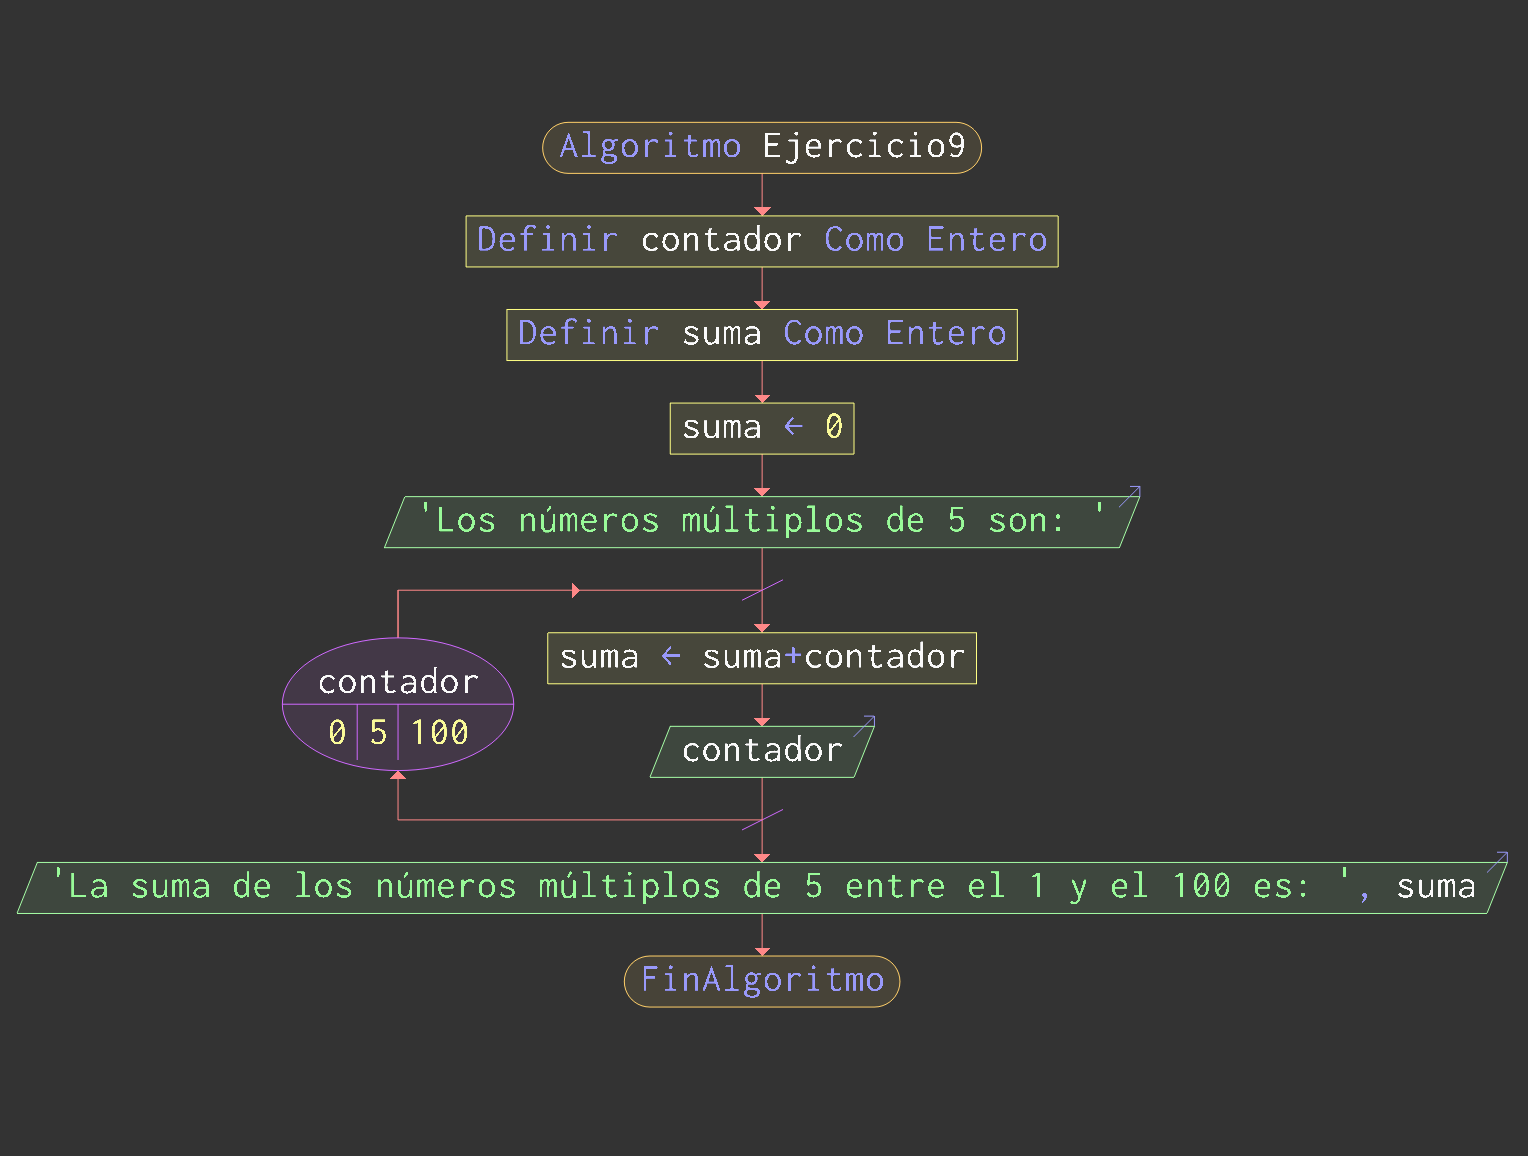 Algoritmo Ejercicio9
Definir contador Como Entero
Definir suma Como Entero
suma ← 0
'Los números múltiplos de 5 son: '
suma ← suma+contador
contador
0 5 100
contador
'La suma de los números múltiplos de 5 entre el 1 y el 100 es: ', suma
FinAlgoritmo